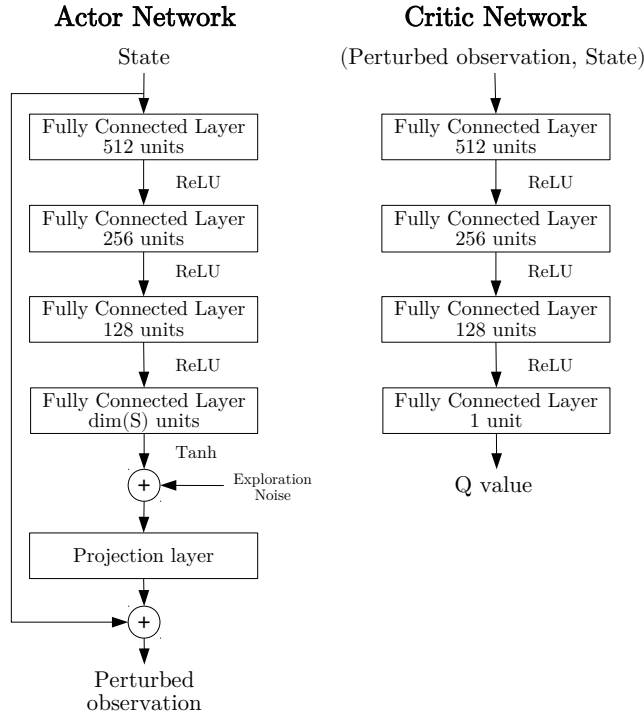 Actor Network
State
Fully Connected Layer
512 units
ReLU
Fully Connected Layer
256 units
ReLU
Fully Connected Layer
128 units
ReLU
Fully Connected Layer
dim(S) units
Tanh
+
Exploration
Noise
Projection layer
+
Perturbed
observation
Critic Network
(Perturbed observation, State)
Fully Connected Layer
512 units
ReLU
Fully Connected Layer
256 units
ReLU
Fully Connected Layer
128 units
ReLU
Fully Connected Layer
1 unit
Q value